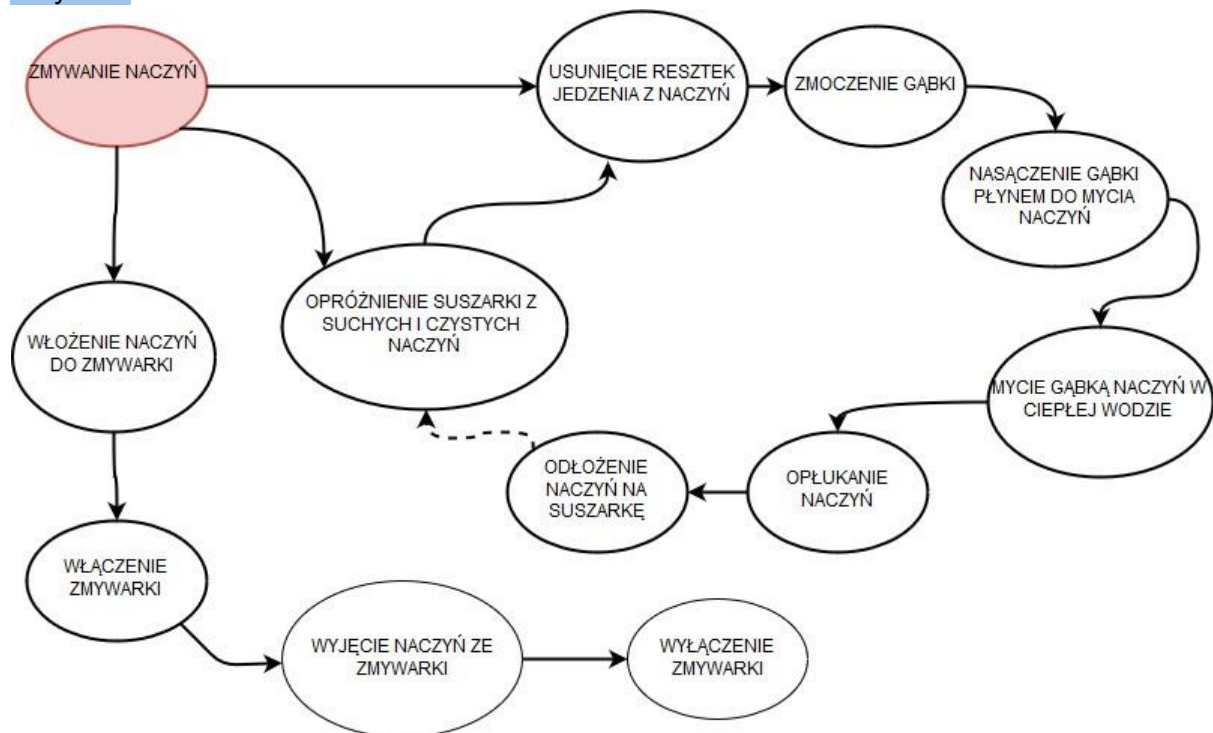 ZMYWANIE NACZYŃ
USUNIĘCIE RESZTEK
JEDZENIA Z NACZYŃ
ZMOCZENIE GĄBKI
NASĄCZENIE GĄBKI
PŁYNEM DO MYCIA
NACZYŃ
OPRÓŻNIENIE SUSZARKI Z
SUCHYCH I CZYSTYCH
NACZYŃ
WŁOŻENIE NACZYŃ
DO ZMYWARKI
MYCIE GĄBKĄ NACZYŃ W
CIEPŁEJ WODZIE
ODŁOŻENIE
NACZYŃ NA
SUSZARKĘ
OPŁUKANIE
NACZYŃ
WŁĄCZENIE
ZMYWARKI
WYJĘCIE NACZYŃ ZE
ZMYWARKI
WYŁĄCZENIE
ZMYWARKI